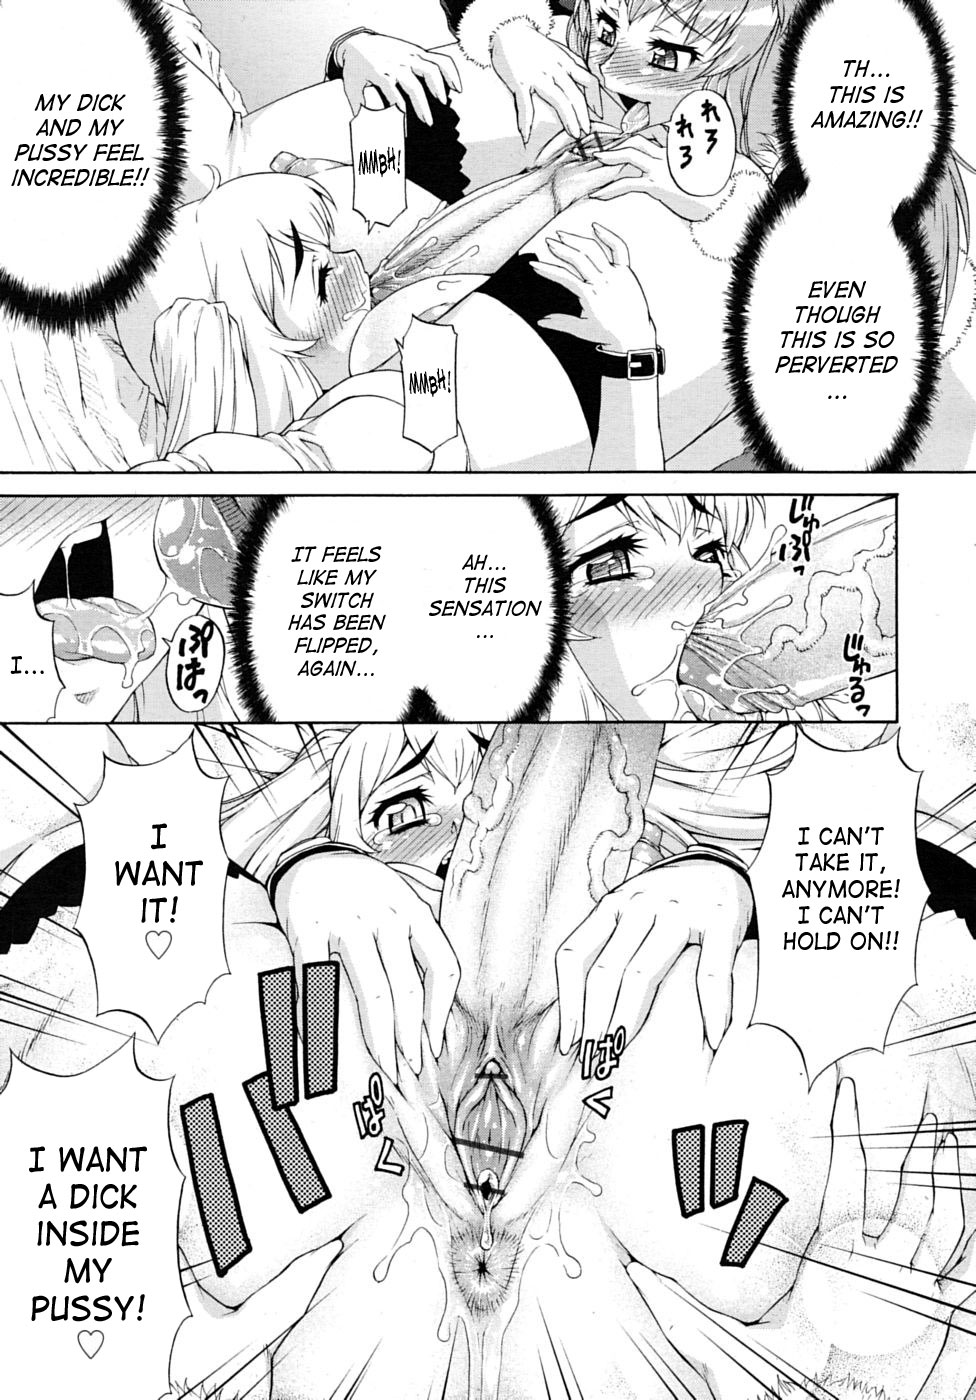 TH...
THIS IS
AMAZING!!
EVEN
THOUGH
THIS IS SO
PERVERTED
...
れろ
れろ
MMBH!
MMBH!
MY DICK
AND MY
PUSSY FEEL
INCREDIBLE!!
じゅ
ぷっ
じゅるっ
AH...
THIS
SENSATION
...
IT FEELS
LIKE MY
SWITCH
HAS BEEN
FLIPPED,
AGAIN...
ぷはっ
I...
I CAN'T
TAKE IT,
ANYMORE!
I CAN'T
HOLD ON!!
I
WANT
IT!
♡
ぱく
ぱく
I WANT
A DICK
INSIDE
MY
PUSSY!
♡